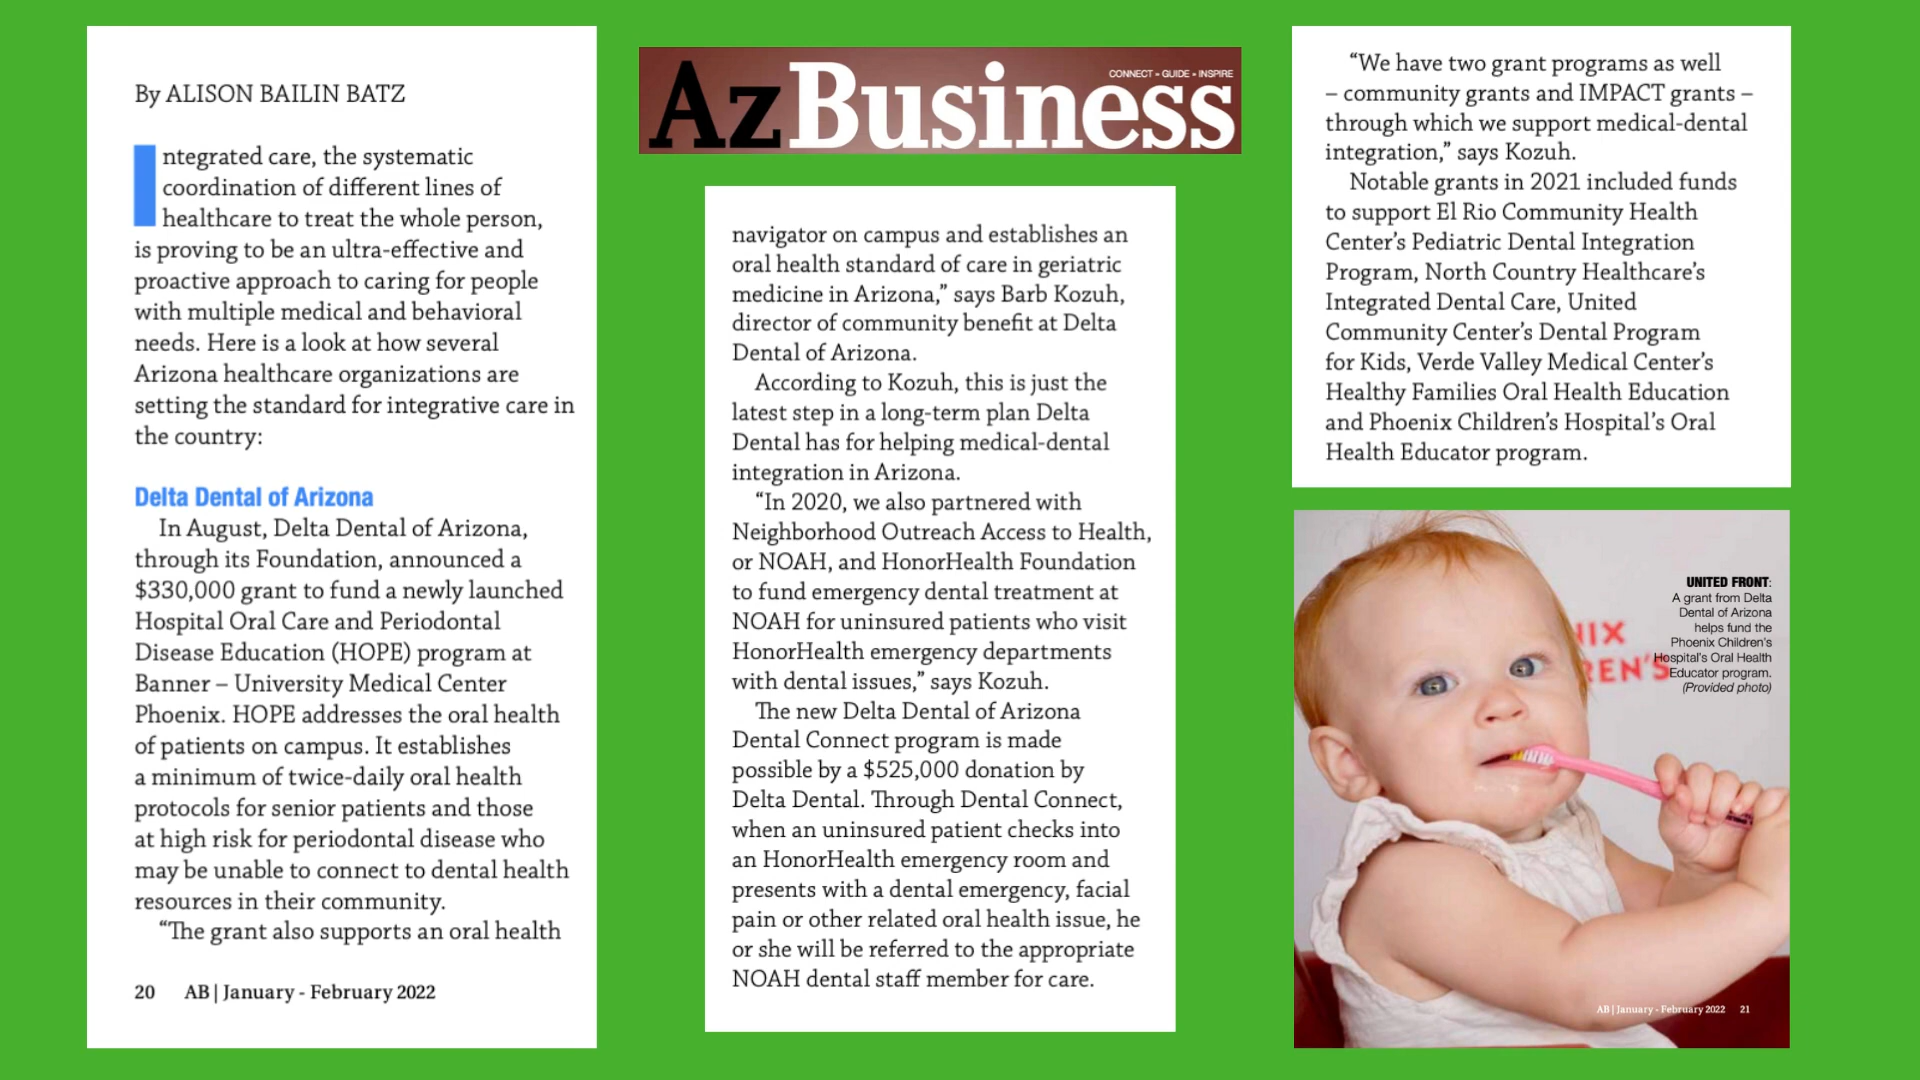 By ALISON BAILIN BATZ
Integrated care, the systematic
coordination of different lines of
healthcare to treat the whole person,
is proving to be an ultra-effective and
proactive approach to caring for people
with multiple medical and behavioral
needs. Here is a look at how several
Arizona healthcare organizations are
setting the standard for integrative care in
the country:
Delta Dental of Arizona
In August, Delta Dental of Arizona,
through its Foundation, announced a
$330,000 grant to fund a newly launched
Hospital Oral Care and Periodontal
Disease Education (HOPE) program at
Banner – University Medical Center
Phoenix. HOPE addresses the oral health
of patients on campus. It establishes
a minimum of twice-daily oral health
protocols for senior patients and those
at high risk for periodontal disease who
may be unable to connect to dental health
resources in their community.
“The grant also supports an oral health
20 AB | January - February 2022
CONNECT • GUIDE • INSPIRE
AzBusiness
navigator on campus and establishes an
oral health standard of care in geriatric
medicine in Arizona,” says Barb Kozuh,
director of community benefit at Delta
Dental of Arizona.
According to Kozuh, this is just the
latest step in a long-term plan Delta
Dental has for helping medical-dental
integration in Arizona.
“In 2020, we also partnered with
Neighborhood Outreach Access to Health,
or NOAH, and HonorHealth Foundation
to fund emergency dental treatment at
NOAH for uninsured patients who visit
HonorHealth emergency departments
with dental issues,” says Kozuh.
The new Delta Dental of Arizona
Dental Connect program is made
possible by a $525,000 donation by
Delta Dental. Through Dental Connect,
when an uninsured patient checks into
an HonorHealth emergency room and
presents with a dental emergency, facial
pain or other related oral health issue, he
or she will be referred to the appropriate
NOAH dental staff member for care.
“We have two grant programs as well
– community grants and IMPACT grants –
through which we support medical-dental
integration,” says Kozuh.
Notable grants in 2021 included funds
to support El Rio Community Health
Center’s Pediatric Dental Integration
Program, North Country Healthcare’s
Integrated Dental Care, United
Community Center’s Dental Program
for Kids, Verde Valley Medical Center’s
Healthy Families Oral Health Education
and Phoenix Children’s Hospital’s Oral
Health Educator program.
NIX
REN'S
UNITED FRONT:
A grant from Delta
Dental of Arizona
helps fund the
Phoenix Children's
Hospital's Oral Health
Educator program.
(Provided photo)
AB | January - February 2022 21